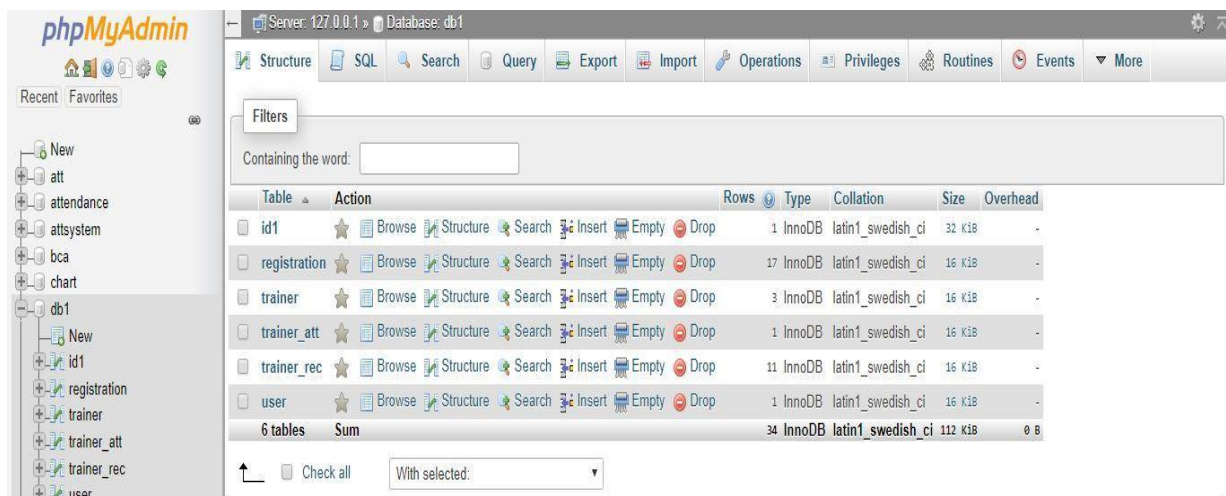 phpMyAdmin
Recent Favorites
New
att
attendance
attsystem
bca
chart
db1
New
id1
registration
trainer
trainer_att
trainer_rec
user
Server: 127.0.0.1 » Database: db1
Structure SQL Search Query Export Import Operations Privileges Routines Events More
Filters
Containing the word:
Table Action Rows Type Collation Size Overhead
id1 Browse Structure Search Insert Empty Drop 1 InnoDB latin1_swedish_ci 32 KiB -
registration Browse Structure Search Insert Empty Drop 17 InnoDB latin1_swedish_ci 16 KiB -
trainer Browse Structure Search Insert Empty Drop 3 InnoDB latin1_swedish_ci 16 KiB -
trainer_att Browse Structure Search Insert Empty Drop 1 InnoDB latin1_swedish_ci 16 KiB -
trainer_rec Browse Structure Search Insert Empty Drop 11 InnoDB latin1_swedish_ci 16 KiB -
user Browse Structure Search Insert Empty Drop 1 InnoDB latin1_swedish_ci 16 KiB -
6 tables Sum 34 InnoDB latin1_swedish_ci 112 KiB 0 B
Check all With selected: